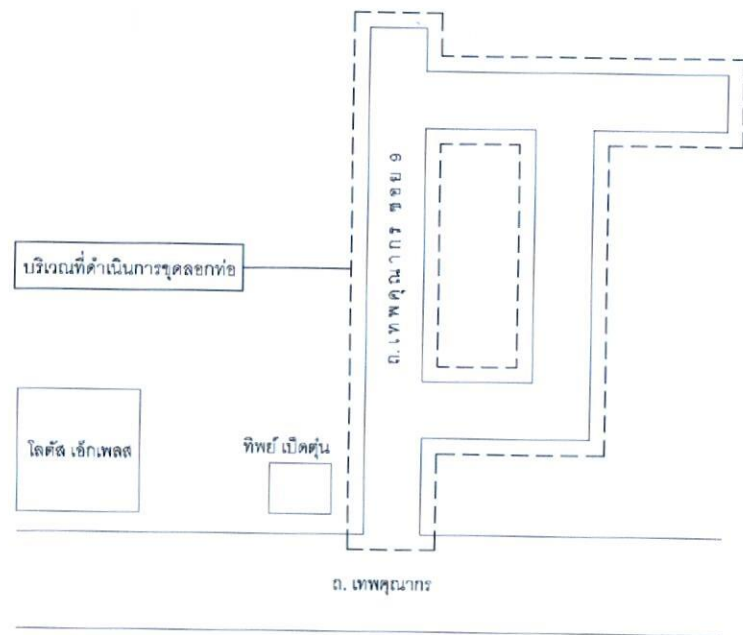 ถ. เทพคุณากร ซอย 9
บริเวณที่ดำเนินการขุดลอกท่อ
โลตัส เอ็กเพลส
ทิพย์ เป็ดตุ่น
ถ. เทพคุณากร